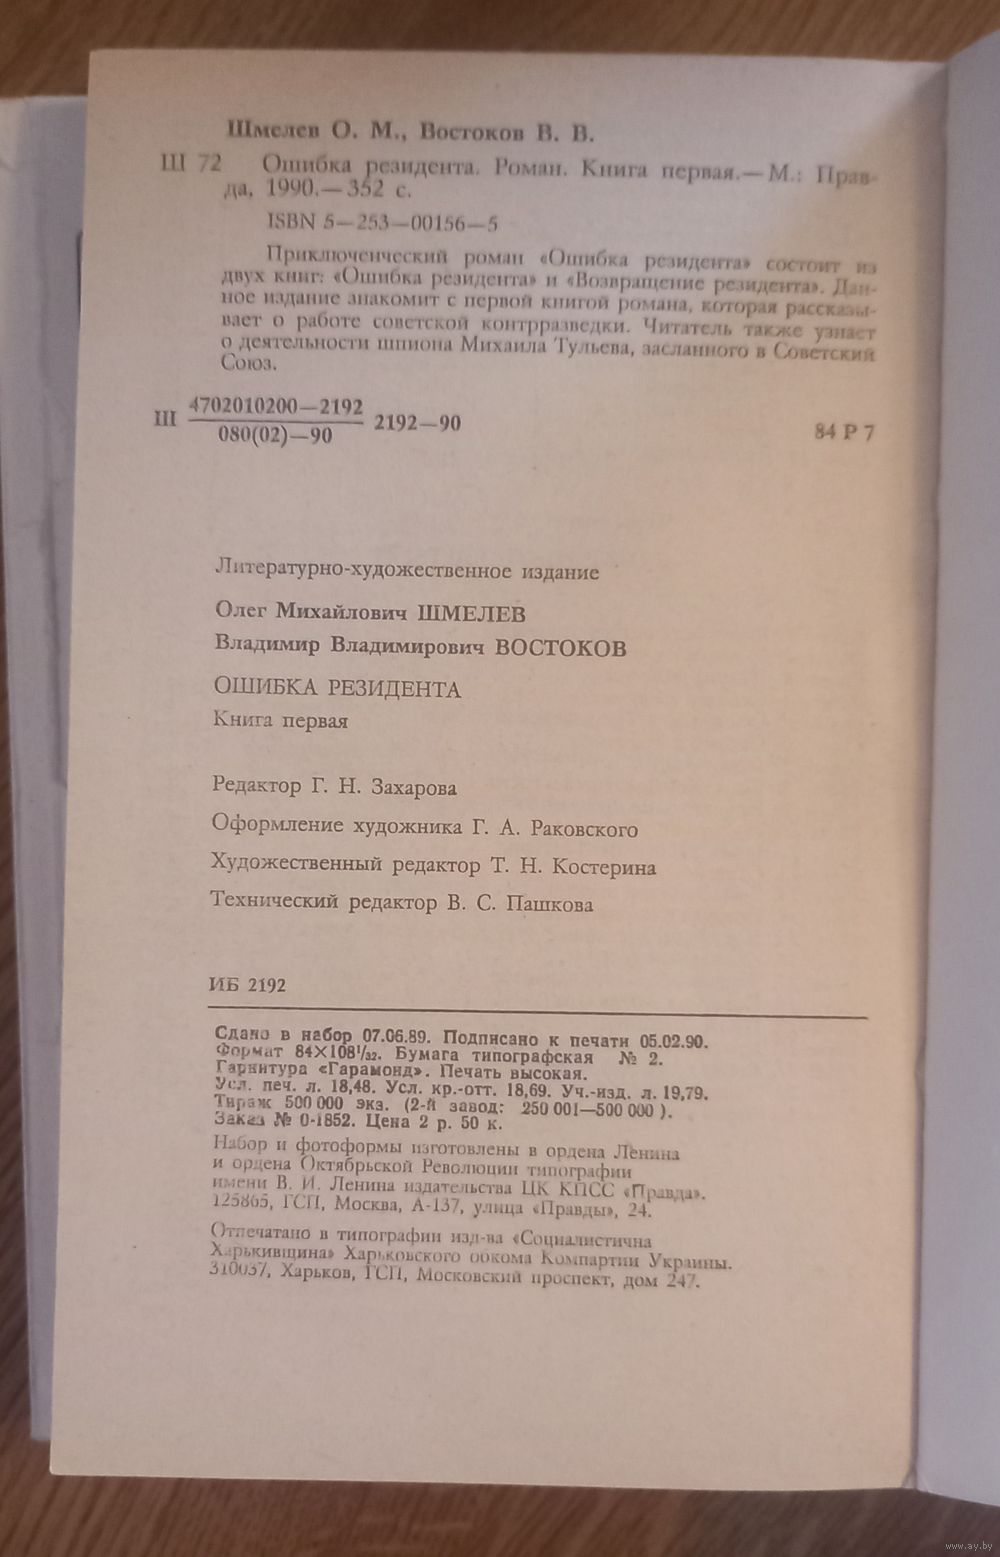 Шмелев О. М., Востоков В. В.
Ш 72 Ошибка резидента. Роман. Книга первая.— М.: Прав-
да, 1990.— 352 с.
ISBN 5—253—00156—5
Приключенческий роман «Ошибка резидента» состоит из
двух книг: «Ошибка резидента» и «Возвращение резидента». Дан-
ное издание знакомит с первой книгой романа, которая рассказы-
вает о работе советской контрразведки. Читатель также узнает
о деятельности шпиона Михаила Тульева, засланного в Советский
Союз.
Ш 4702010200—2192
080(02)—90 2192—90
84 Р 7
Литературно-художественное издание
Олег Михайлович ШМЕЛЕВ
Владимир Владимирович ВОСТОКОВ
ОШИБКА РЕЗИДЕНТА
Книга первая
Редактор Г. Н. Захарова
Оформление художника Г. А. Раковского
Художественный редактор Т. Н. Костерина
Технический редактор В. С. Пашкова
ИБ 2192
Сдано в набор 07.06.89. Подписано к печати 05.02.90.
Формат 84×108¹/₃₂. Бумага типографская № 2.
Гарнитура «Гарамонд». Печать высокая.
Усл. печ. л. 18,48. Усл. кр.-отт. 18,69. Уч.-изд. л. 19,79.
Тираж 500 000 экз. (2-й завод: 250 001—500 000 ).
Заказ № 0-1852. Цена 2 р. 50 к.
Набор и фотоформы изготовлены в ордена Ленина
и ордена Октябрьской Революции типографии
имени В. И. Ленина издательства ЦК КПСС «Правда».
125865, ГСП, Москва, А-137, улица «Правды», 24.
Отпечатано в типографии изд-ва «Социалистична
Харькивщина» Харьковского обкома Компартии Украины.
310037, Харьков, ГСП, Московский проспект, дом 247.
www.ay.by